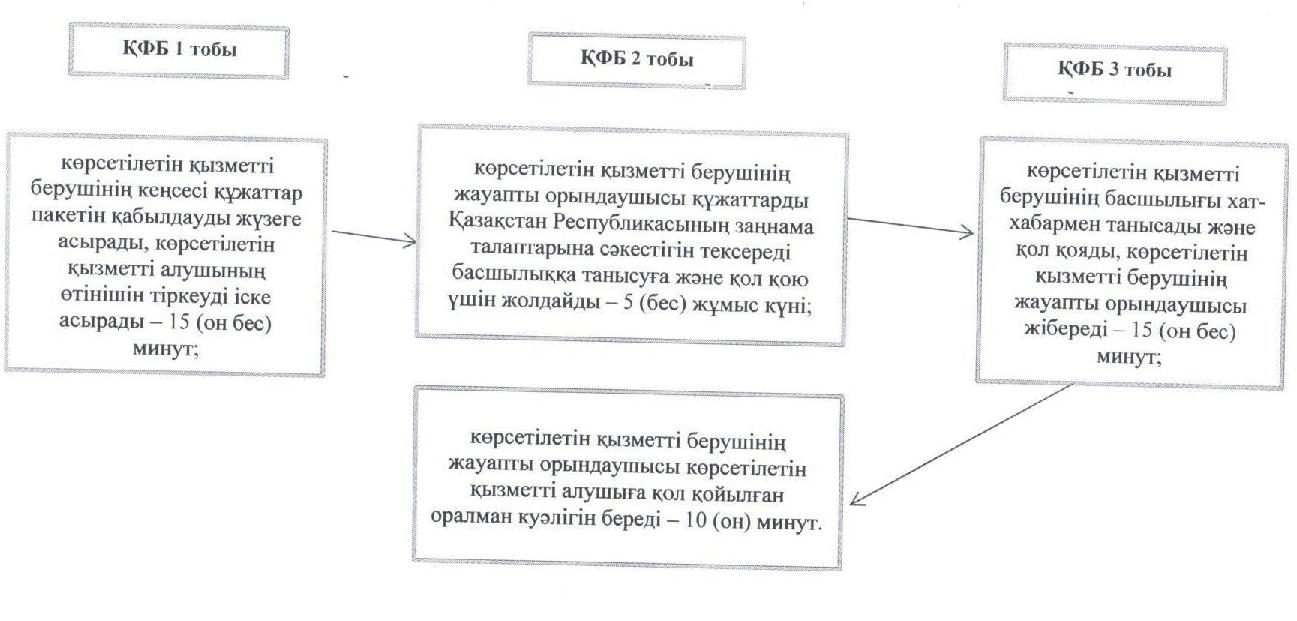 ҚФБ 1 тобы
ҚФБ 2 тобы
ҚФБ 3 тобы
көрсетілетін қызметті
берушінің кеңсесі құжаттар
пакетін қабылдауды жүзеге
асырады, көрсетілетін
қызметті алушының
өтінішін тіркеуді іске
асырады – 15 (он бес)
минут;
көрсетілетін қызметті берушінің
жауапты орындаушысы құжаттарды
Қазақстан Республикасының заңнама
талаптарына сәкестігін тексереді
басшылыққа танысуға және қол қою
үшін жолдайды – 5 (бес) жұмыс күні;
көрсетілетін қызметті
берушінің басшылығы хат-
хабармен танысады және
қол қояды, көрсетілетін
қызметті берушінің
жауапты орындаушысы
жібереді – 15 (он бес)
минут;
көрсетілетін қызметті берушінің
жауапты орындаушысы көрсетілетін
қызметті алушыға қол қойылған
оралман куәлігін береді – 10 (он) минут.